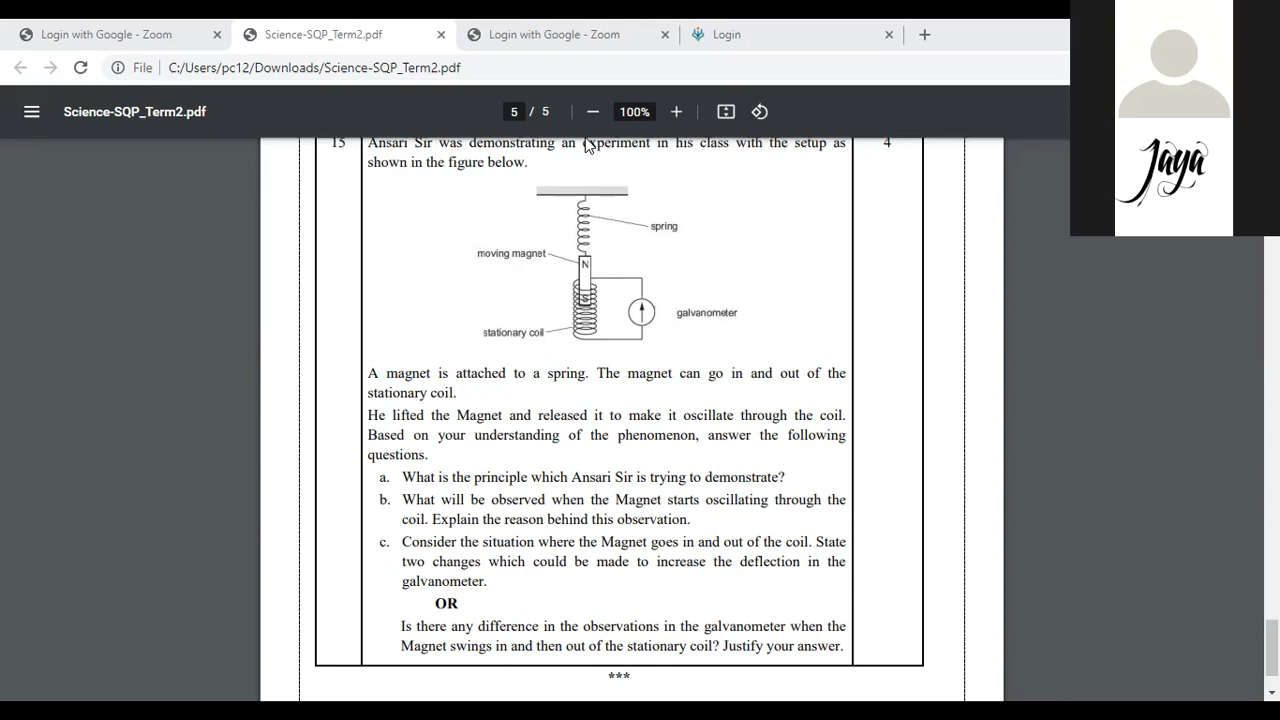 Login with Google - Zoom
Science-SQP_Term2.pdf
Login with Google - Zoom
Login
File C:/Users/pc12/Downloads/Science-SQP_Term2.pdf
Science-SQP_Term2.pdf
5 / 5
100%
15 Ansari Sir was demonstrating an experiment in his class with the setup as 4
shown in the figure below.
spring
moving magnet
N
S
galvanometer
stationary coil
A magnet is attached to a spring. The magnet can go in and out of the
stationary coil.
He lifted the Magnet and released it to make it oscillate through the coil.
Based on your understanding of the phenomenon, answer the following
questions.
a. What is the principle which Ansari Sir is trying to demonstrate?
b. What will be observed when the Magnet starts oscillating through the
coil. Explain the reason behind this observation.
c. Consider the situation where the Magnet goes in and out of the coil. State
two changes which could be made to increase the deflection in the
galvanometer.
OR
Is there any difference in the observations in the galvanometer when the
Magnet swings in and then out of the stationary coil? Justify your answer.
***
Jaya